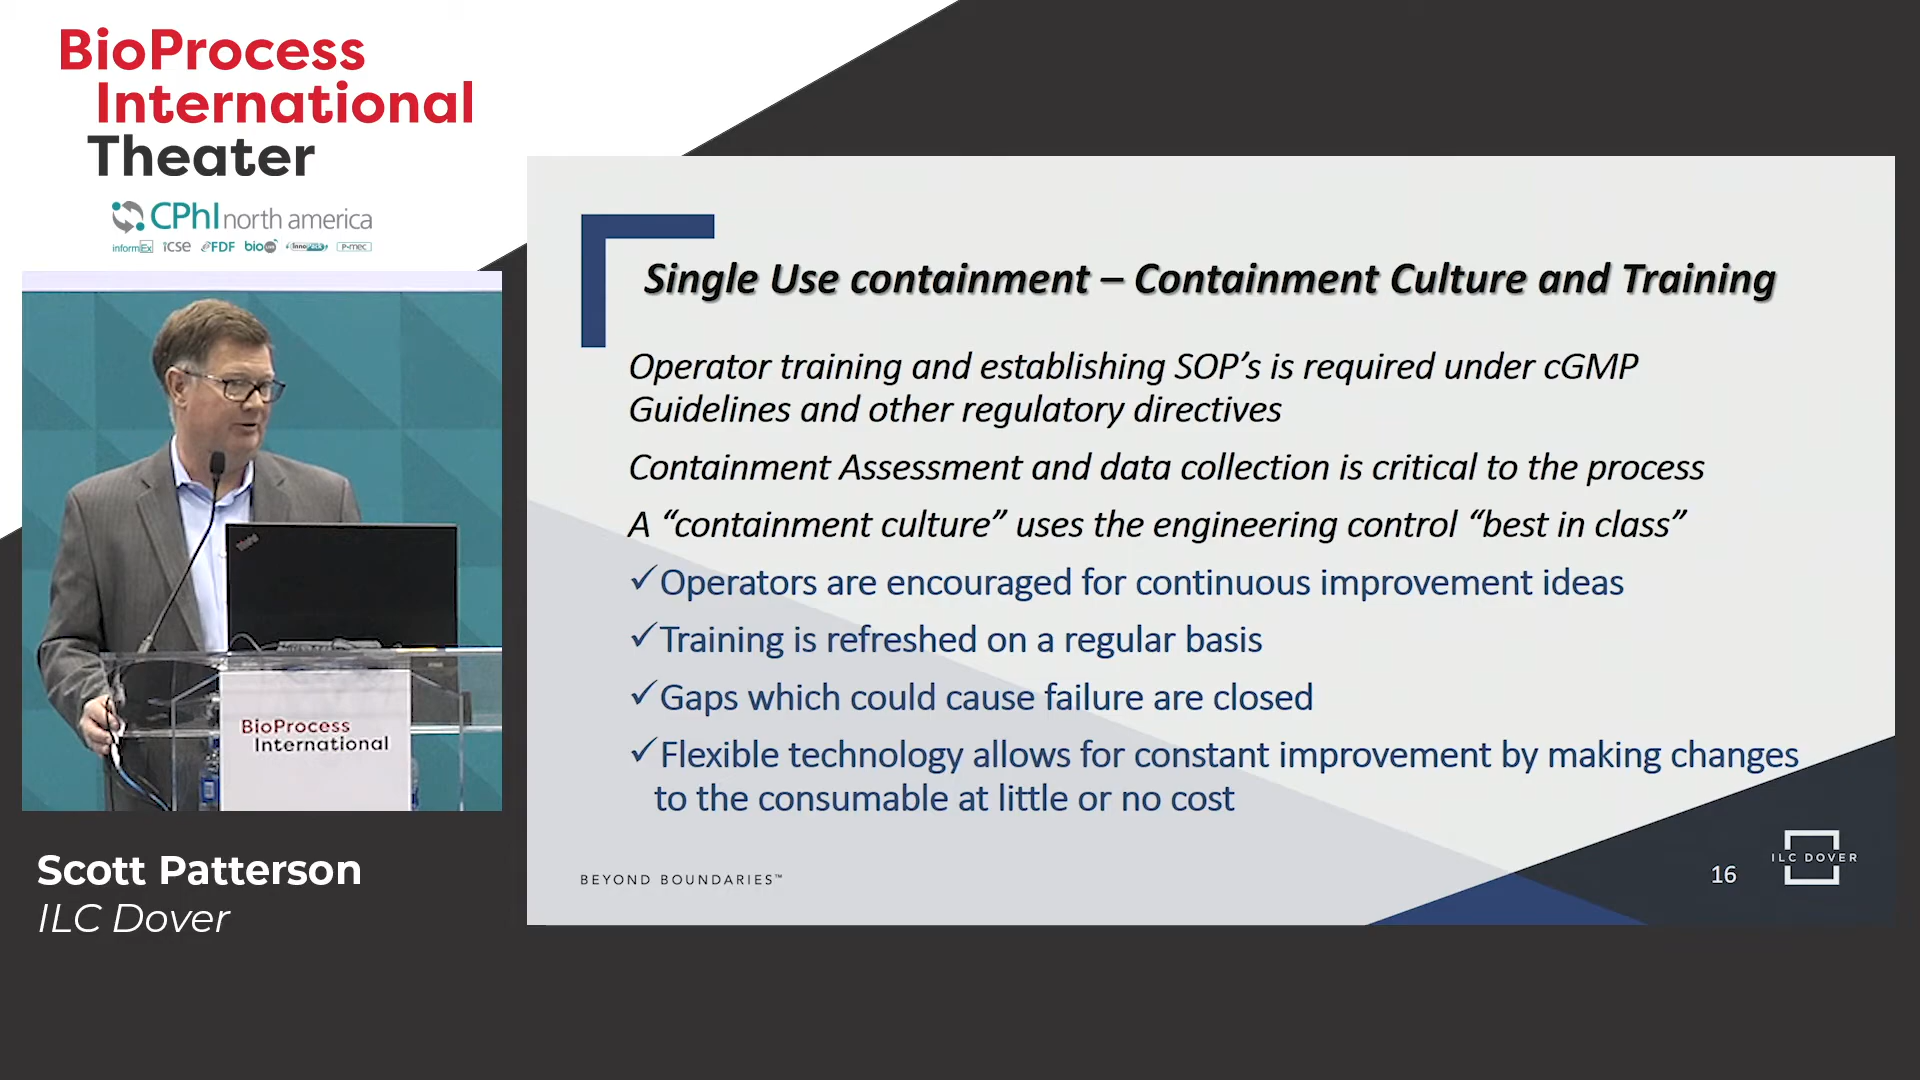 BioProcess
International
Theater
CPhI north america
informEx icse FDF bio LIVE InnoPack P-mec
Single Use containment – Containment Culture and Training
Operator training and establishing SOP’s is required under cGMP
Guidelines and other regulatory directives
Containment Assessment and data collection is critical to the process
A “containment culture” uses the engineering control “best in class”
✓Operators are encouraged for continuous improvement ideas
✓Training is refreshed on a regular basis
✓Gaps which could cause failure are closed
✓Flexible technology allows for constant improvement by making changes
to the consumable at little or no cost
BEYOND BOUNDARIES™
16
ILC DOVER
ThinkPad
BioProcess
International
Scott Patterson
ILC Dover